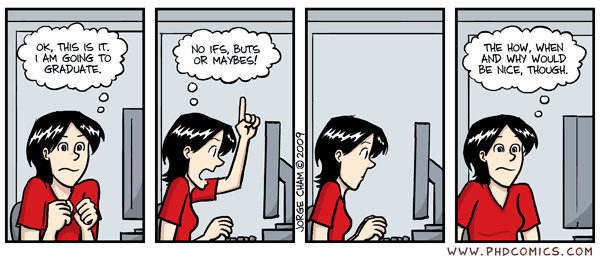 OK, THIS IS IT.
I AM GOING TO
GRADUATE.
NO IFS, BUTS
OR MAYBES!
JORGE CHAM © 2009
THE HOW, WHEN
AND WHY WOULD
BE NICE, THOUGH.
WWW.PHDCOMICS.COM